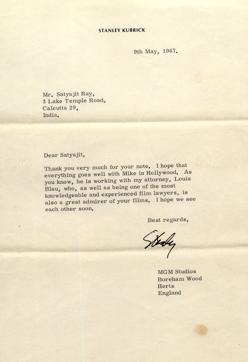 STANLEY KUBRICK
9th May, 1967.
Mr. Satyajit Ray,
3 Lake Temple Road,
Calcutta 29,
India.
Dear Satyajit,
Thank you very much for your note. I hope that
everything goes well with Mike in Hollywood. As
you know, he is working with my attorney, Louis
Blau, who, as well as being one of the most
knowledgeable and experienced film lawyers, is
also a great admirer of your films. I hope we see
each other soon.
Best regards,
Stanley
MGM Studios
Boreham Wood
Herts
England